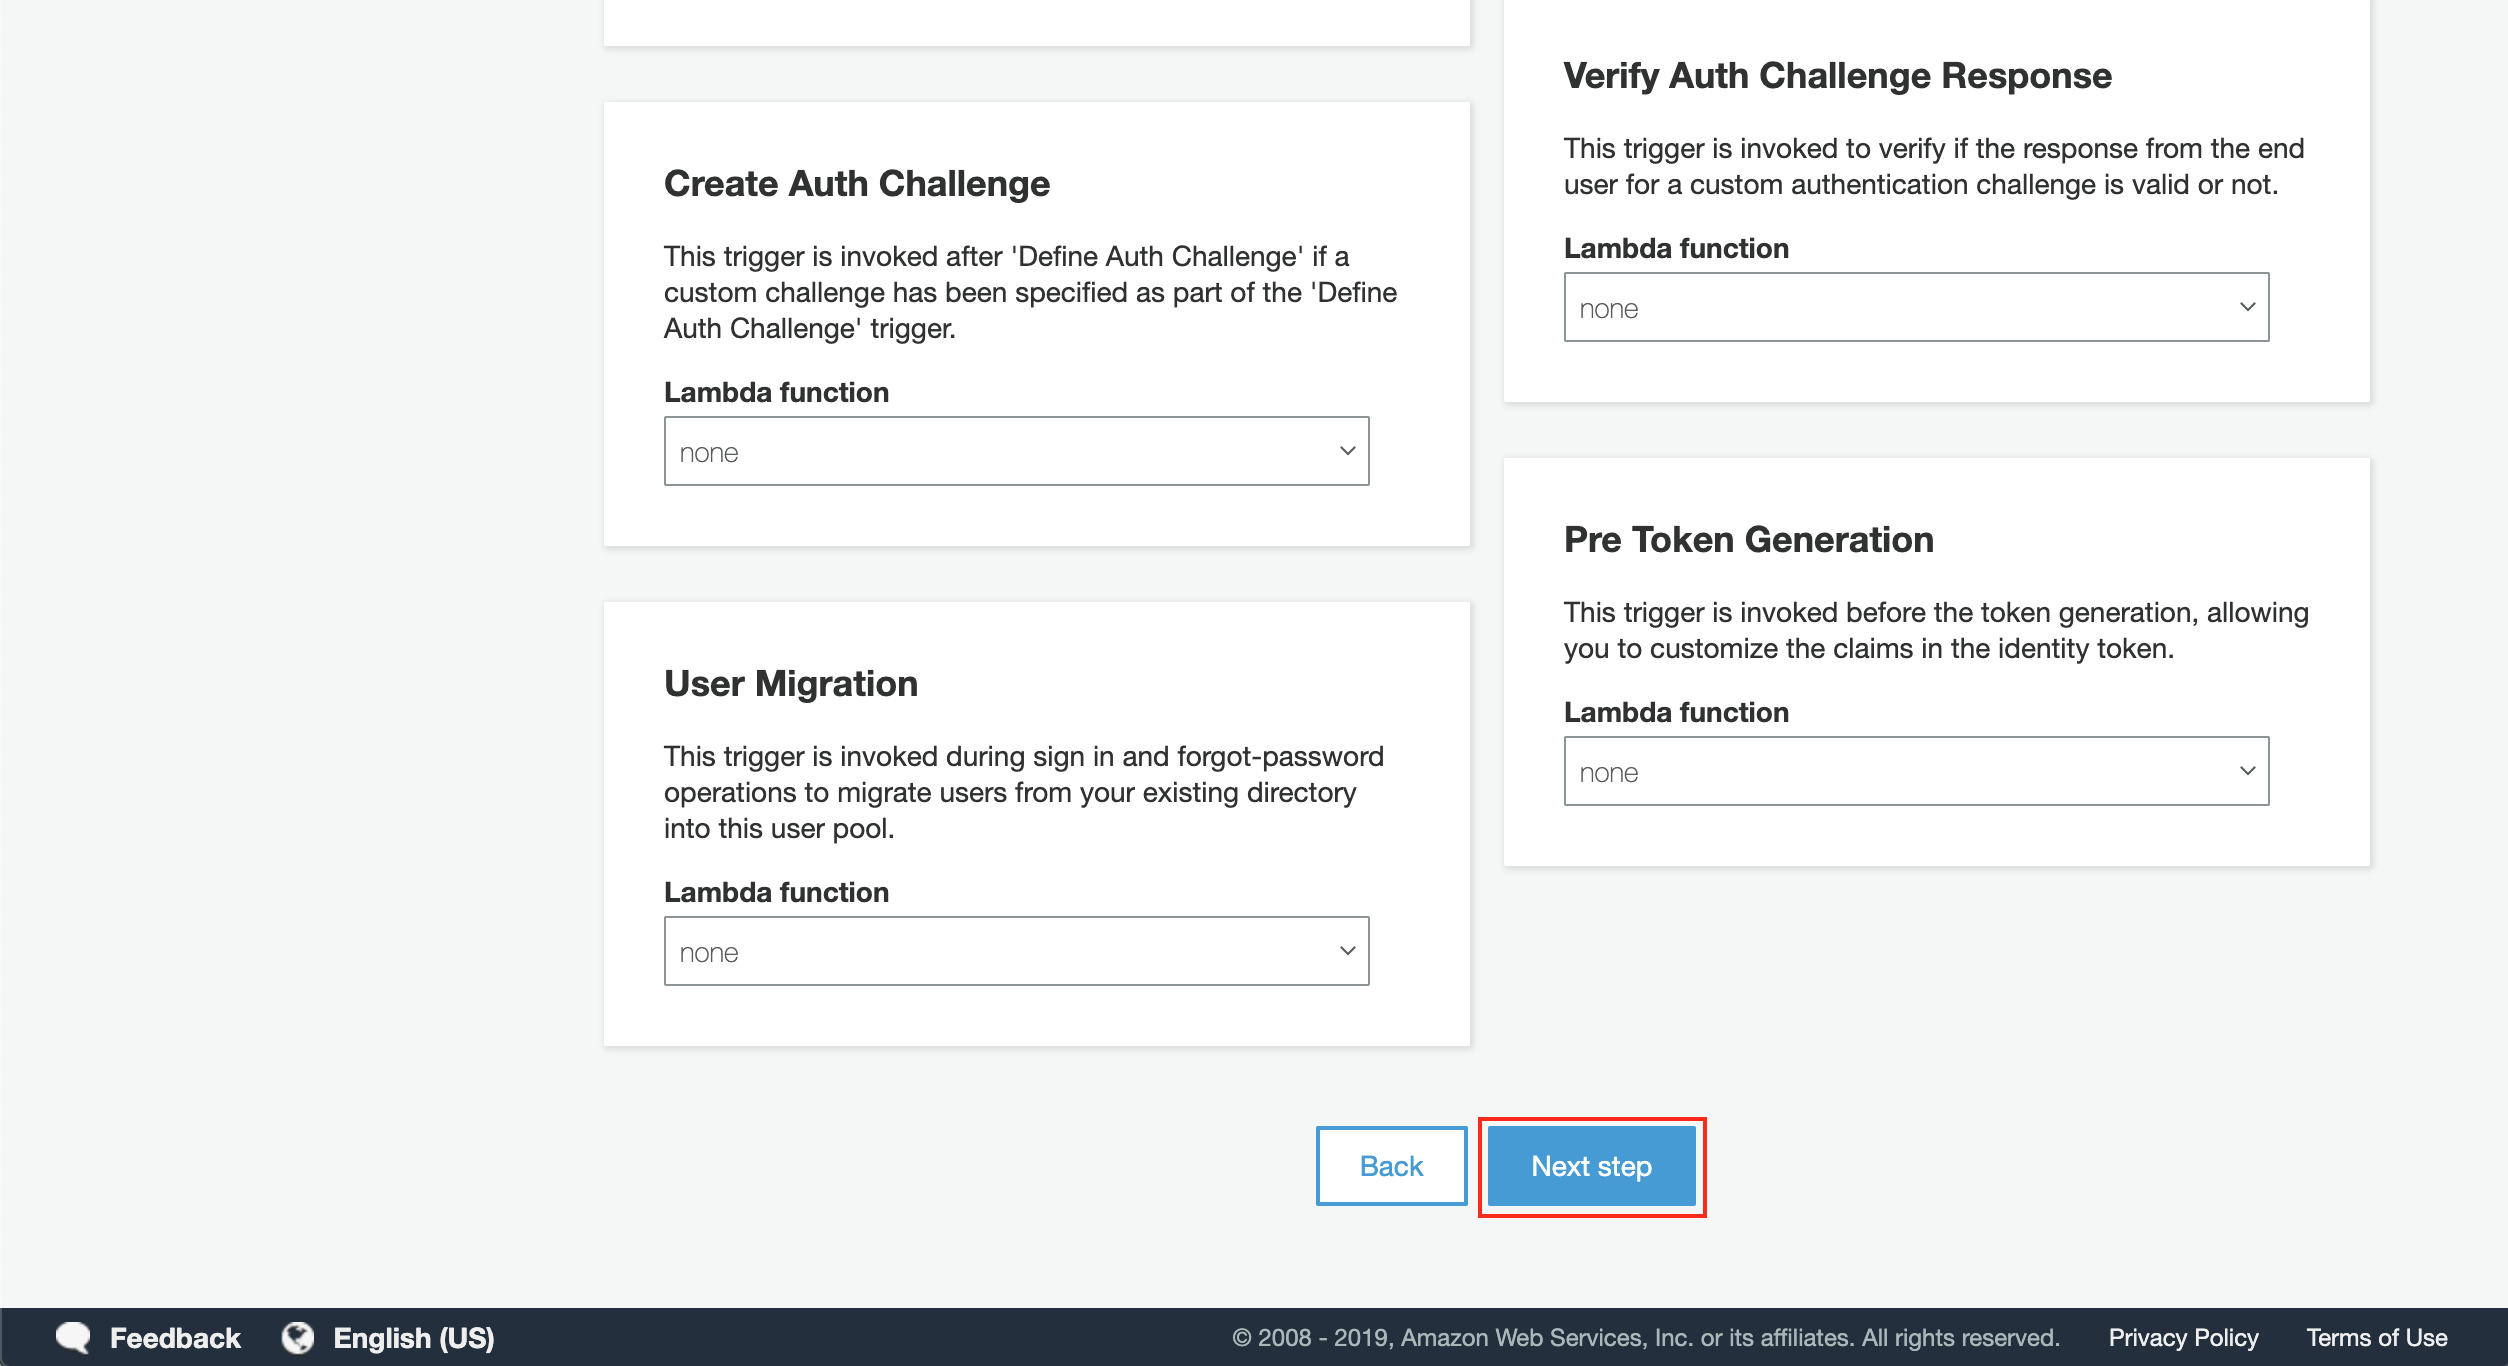 Create Auth Challenge
This trigger is invoked after 'Define Auth Challenge' if a
custom challenge has been specified as part of the 'Define
Auth Challenge' trigger.
Lambda function
none
User Migration
This trigger is invoked during sign in and forgot-password
operations to migrate users from your existing directory
into this user pool.
Lambda function
none
Verify Auth Challenge Response
This trigger is invoked to verify if the response from the end
user for a custom authentication challenge is valid or not.
Lambda function
none
Pre Token Generation
This trigger is invoked before the token generation, allowing
you to customize the claims in the identity token.
Lambda function
none
Back
Next step
Feedback
English (US)
© 2008 - 2019, Amazon Web Services, Inc. or its affiliates. All rights reserved.
Privacy Policy
Terms of Use